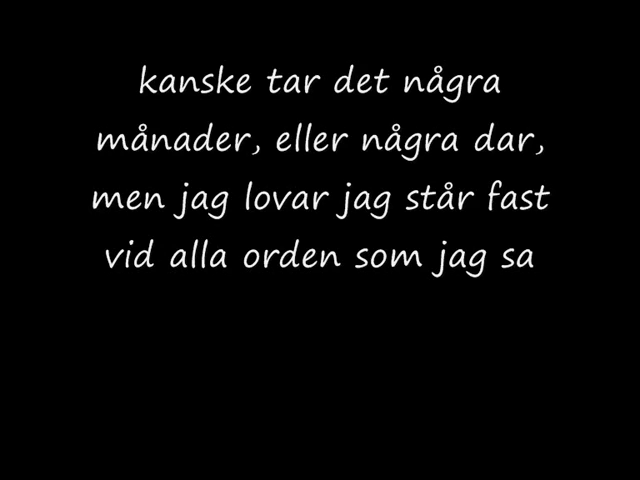 kanske tar det några
månader, eller några dar,
men jag lovar jag står fast
vid alla orden som jag sa